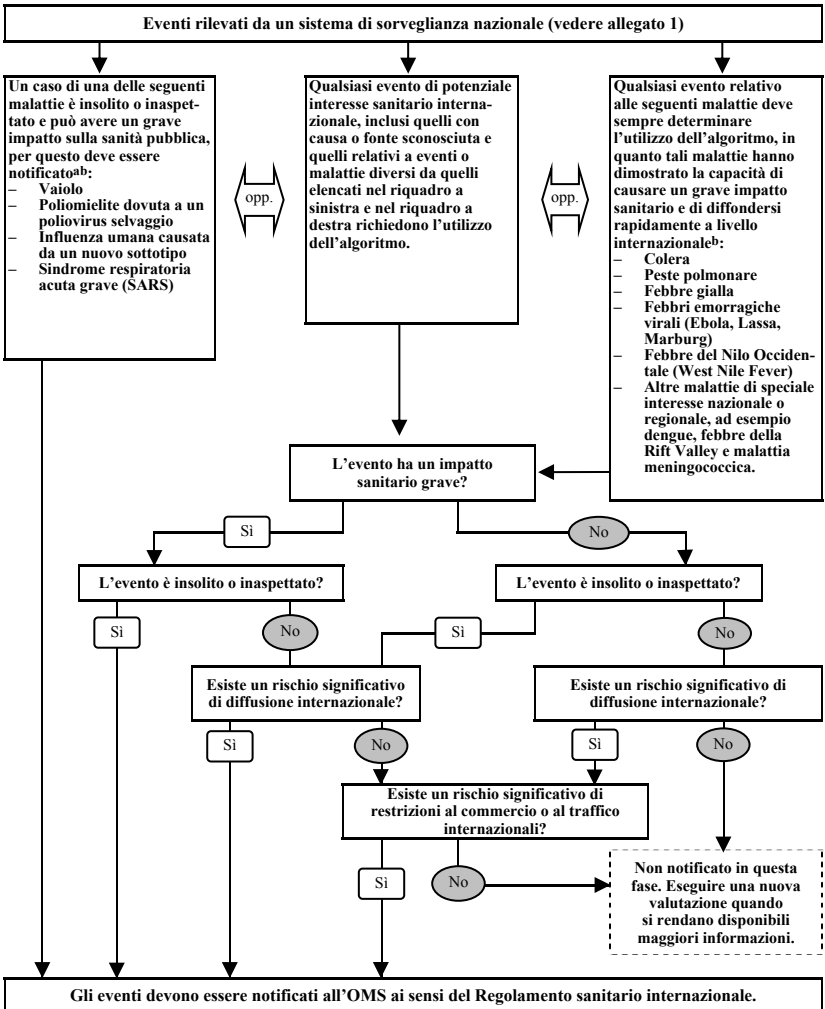 Eventi rilevati da un sistema di sorveglianza nazionale (vedere allegato 1)
Un caso di una delle seguenti
malattie è insolito o inaspet-
tato e può avere un grave
impatto sulla sanità pubblica,
per questo deve essere
notificatoab:
– Vaiolo
– Poliomielite dovuta a un
poliovirus selvaggio
– Influenza umana causata
da un nuovo sottotipo
– Sindrome respiratoria
acuta grave (SARS)
opp.
Qualsiasi evento di potenziale
interesse sanitario interna-
zionale, inclusi quelli con
causa o fonte sconosciuta e
quelli relativi a eventi o
malattie diversi da quelli
elencati nel riquadro a
sinistra e nel riquadro a
destra richiedono l'utilizzo
dell'algoritmo.
opp.
Qualsiasi evento relativo
alle seguenti malattie deve
sempre determinare
l'utilizzo dell'algoritmo, in
quanto tali malattie hanno
dimostrato la capacità di
causare un grave impatto
sanitario e di diffondersi
rapidamente a livello
internazionaleb:
– Colera
– Peste polmonare
– Febbre gialla
– Febbri emorragiche
virali (Ebola, Lassa,
Marburg)
– Febbre del Nilo Occiden-
tale (West Nile Fever)
– Altre malattie di speciale
interesse nazionale o
regionale, ad esempio
dengue, febbre della
Rift Valley e malattia
meningococcica.
L'evento ha un impatto
sanitario grave?
Sì
No
L'evento è insolito o inaspettato?
L'evento è insolito o inaspettato?
Sì
No
Sì
No
Esiste un rischio significativo
di diffusione internazionale?
Esiste un rischio significativo di
diffusione internazionale?
Sì
No
Sì
No
Esiste un rischio significativo di
restrizioni al commercio o al traffico
internazionali?
Sì
No
Non notificato in questa
fase. Eseguire una nuova
valutazione quando
si rendano disponibili
maggiori informazioni.
Gli eventi devono essere notificati all'OMS ai sensi del Regolamento sanitario internazionale.